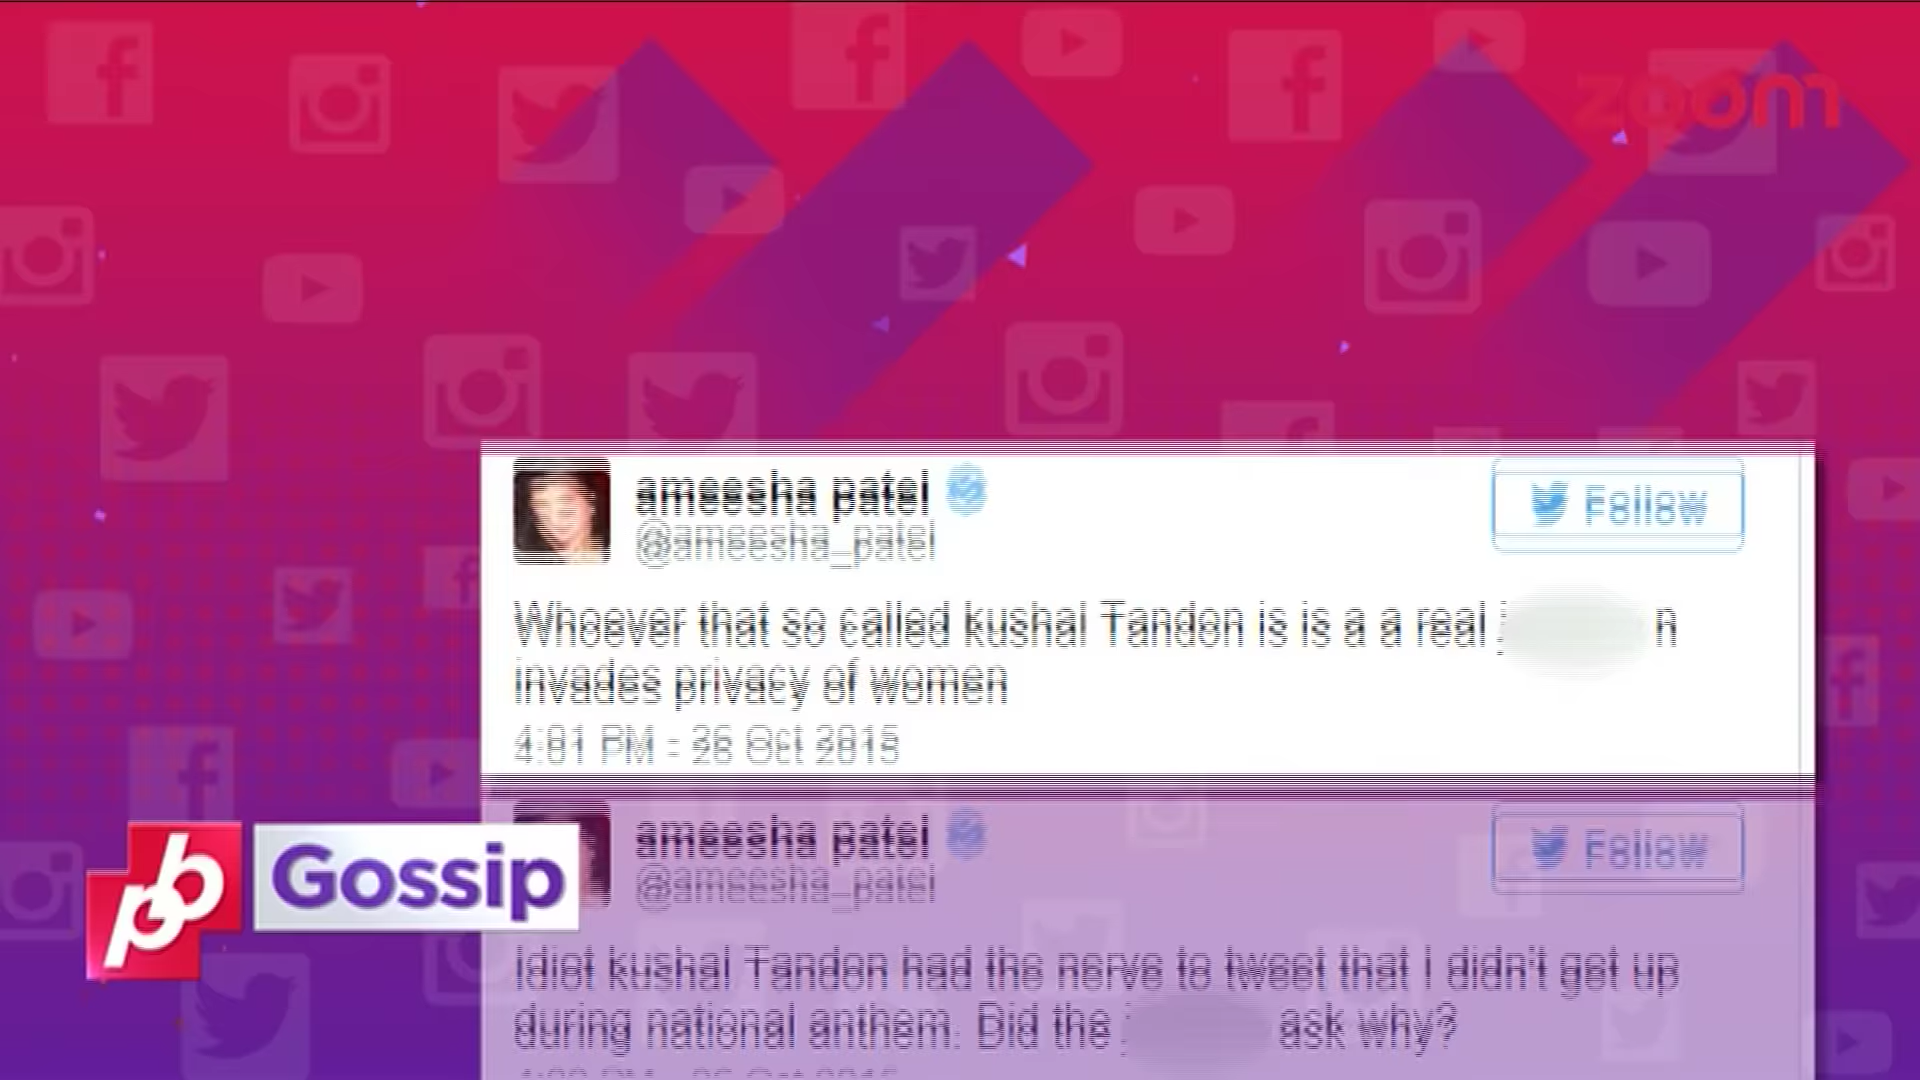 zoom
ameesha patel
Follow
@ameesha_patel
Whoever that so called kushal Tandon is is a a real n
invades privacy of women
4:01 PM - 26 Oct 2015
ameesha patel
Follow
@ameesha_patel
Idiot kushal Tandon had the nerve to tweet that I didn't get up
during national anthem. Did the ask why?
pb Gossip